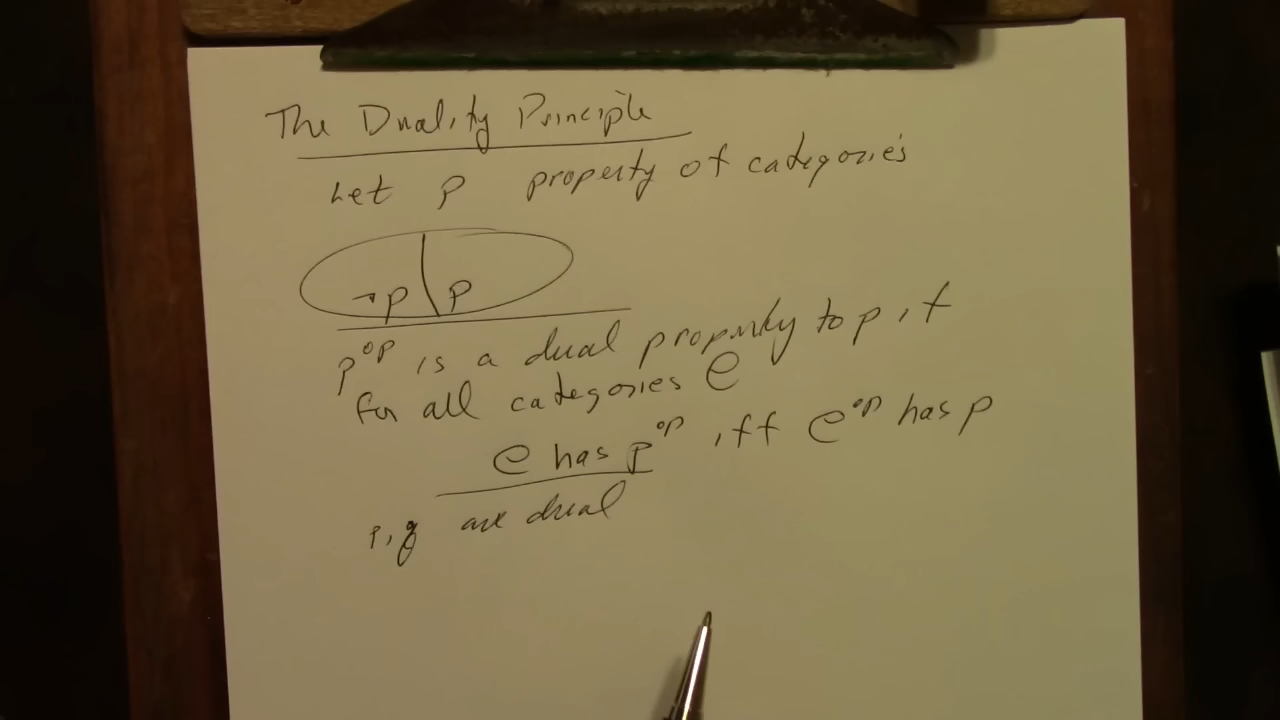 The Duality Principle
Let P property of categories
¬P P
P^op is a dual property to P if
for all categories C
C has P^op iff C^op has P
P, q are dual